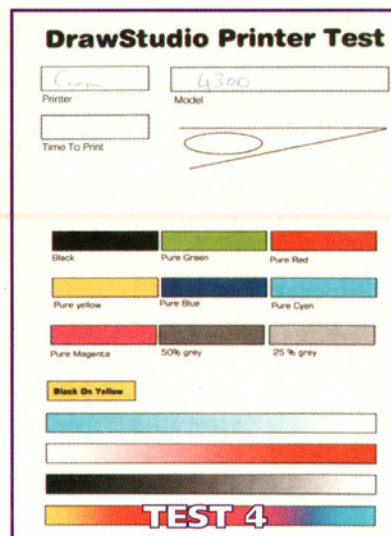 DrawStudio Printer Test
Canon 4300
Printer Model
Time To Print
Black Pure Green Pure Red
Pure yellow Pure Blue Pure Cyan
Pure Magenta 50% grey 25 % grey
Black On Yellow
TEST 4